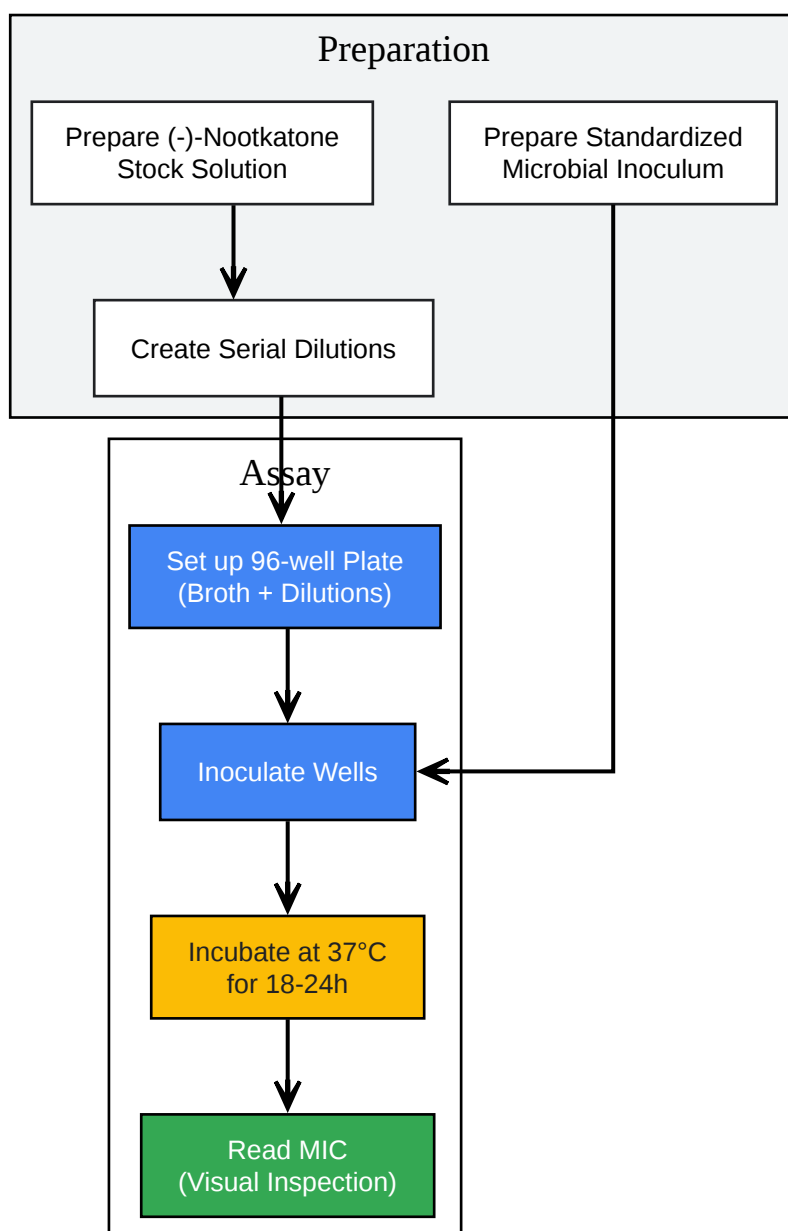 Preparation
Prepare (-)-Nootkatone
Stock Solution
Prepare Standardized
Microbial Inoculum
Create Serial Dilutions
Assay
Set up 96-well Plate
(Broth + Dilutions)
Inoculate Wells
Incubate at 37°C
for 18-24h
Read MIC
(Visual Inspection)